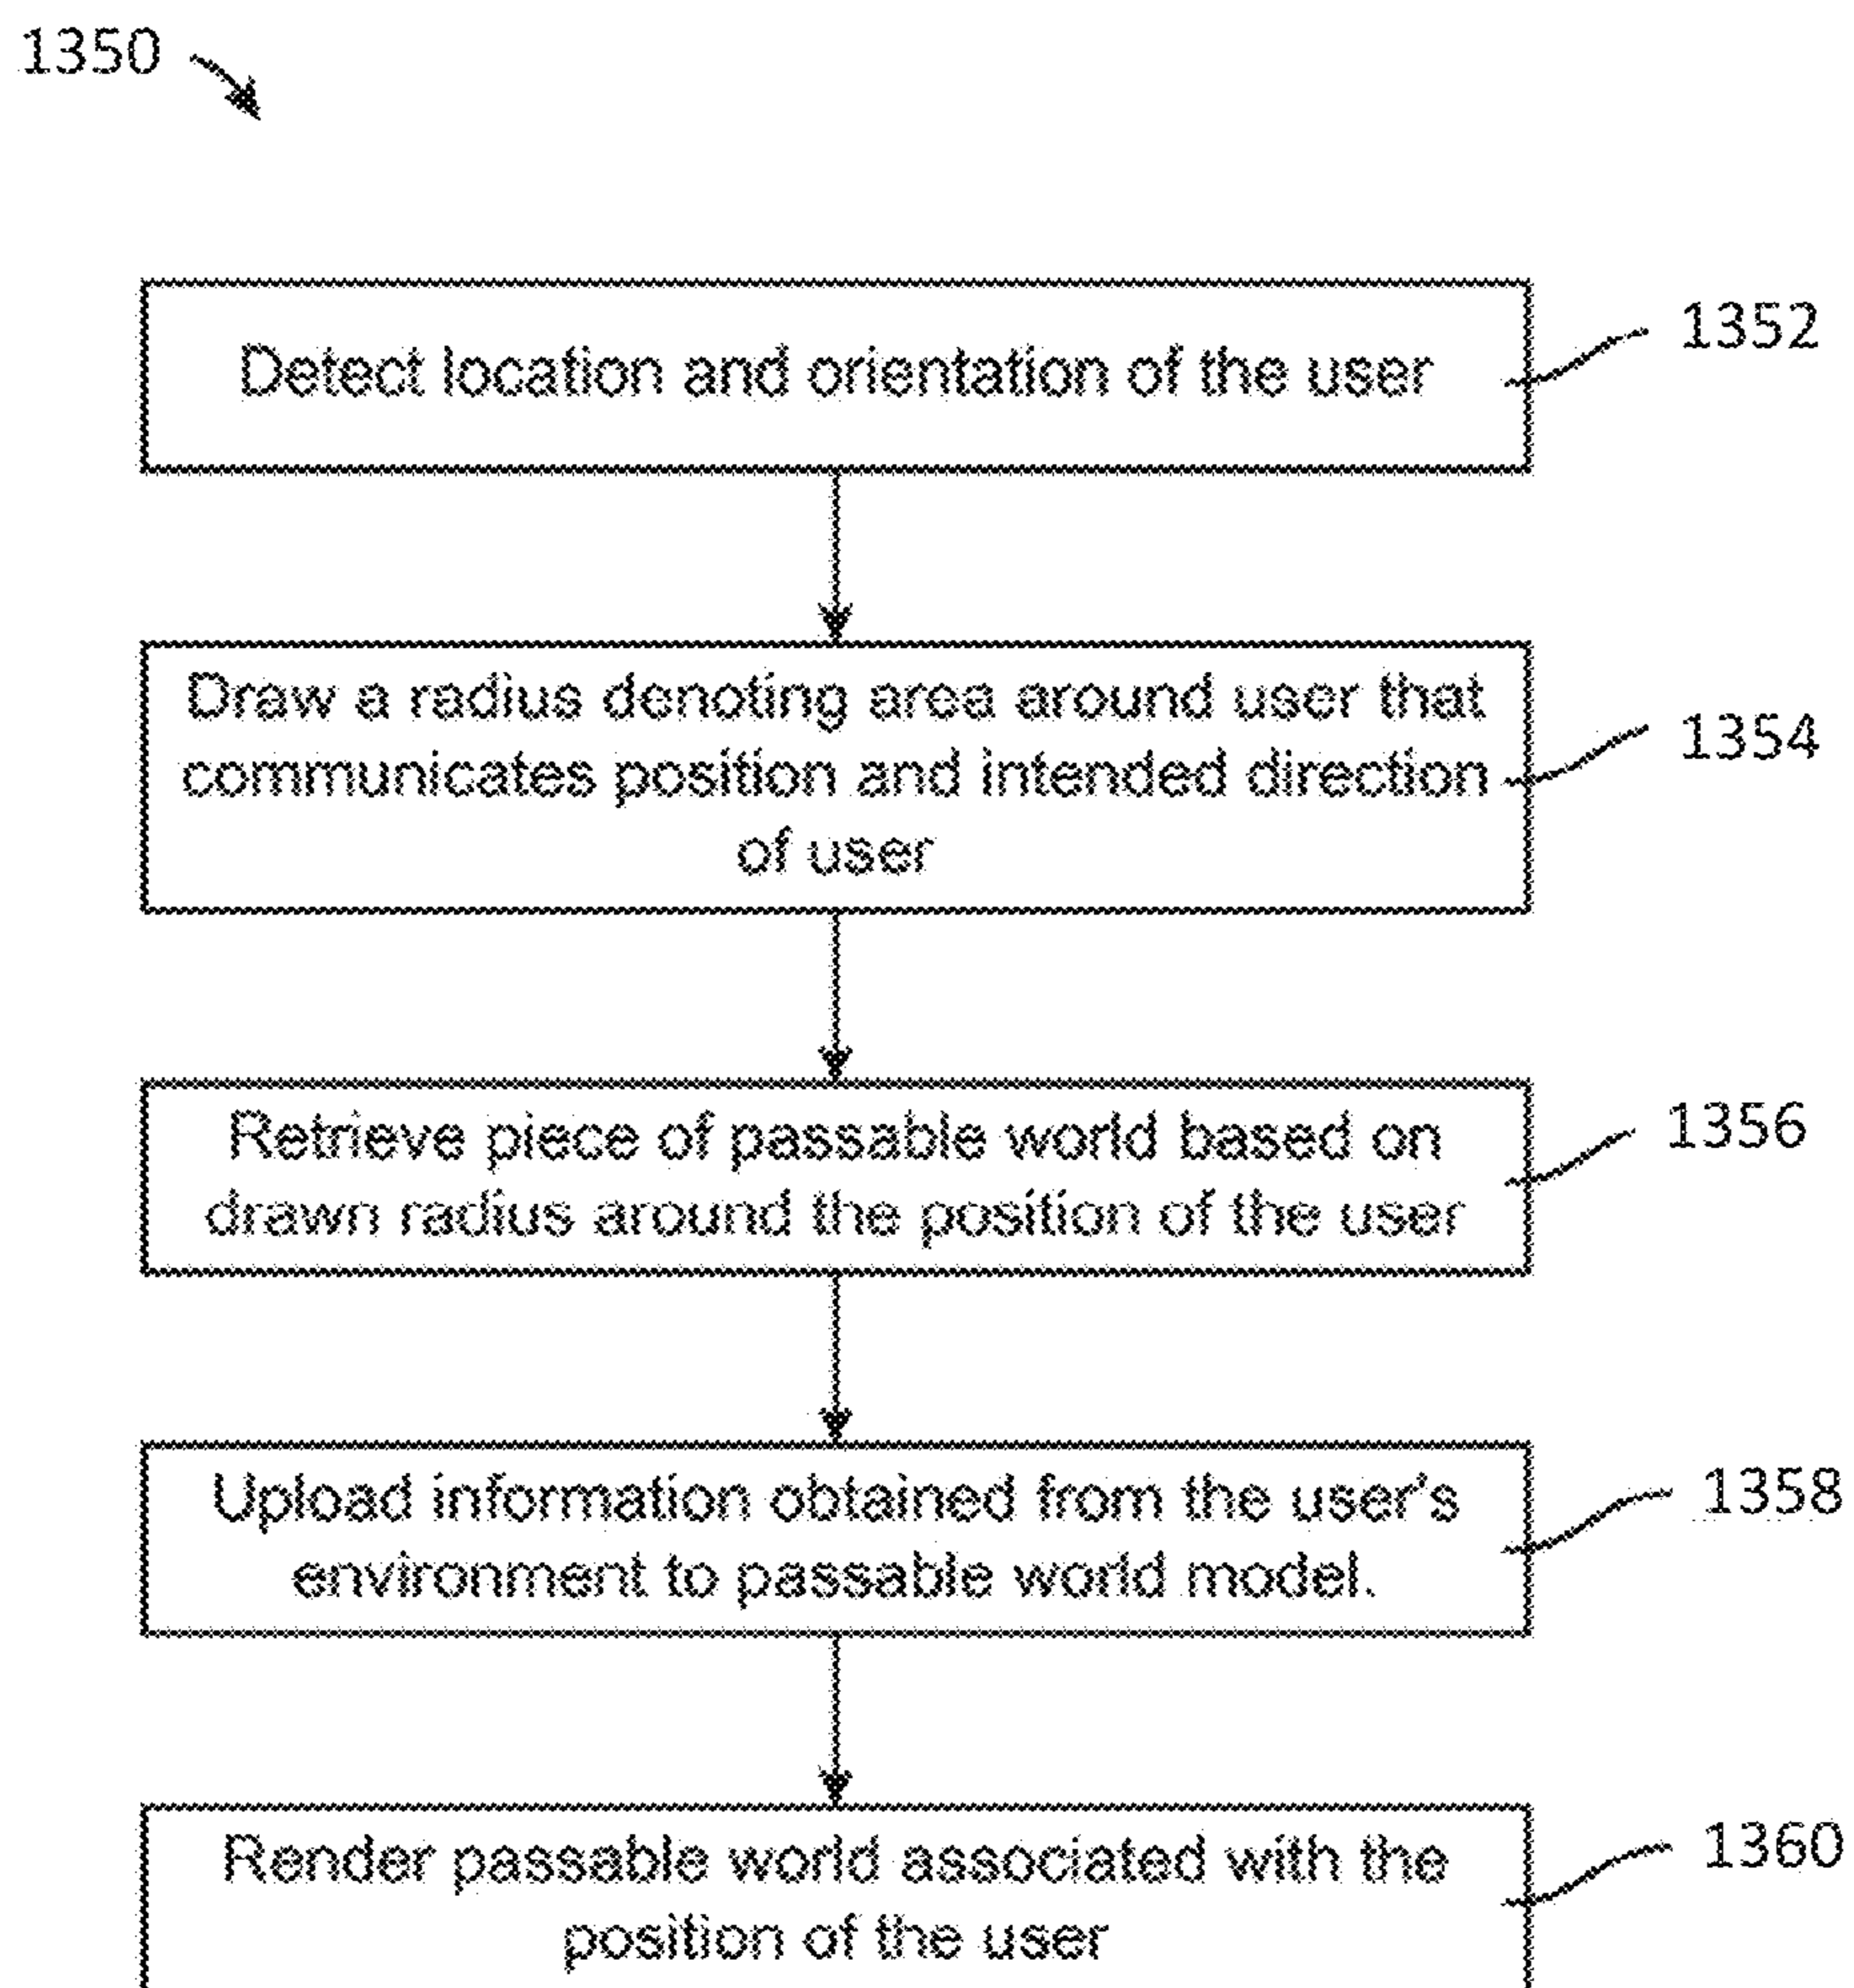 1350
Detect location and orientation of the user
1352
Draw a radius denoting area around user that
communicates position and intended direction
of user
1354
Retrieve piece of passable world based on
drawn radius around the position of the user
1356
Upload information obtained from the user's
environment to passable world model.
1358
Render passable world associated with the
position of the user
1360